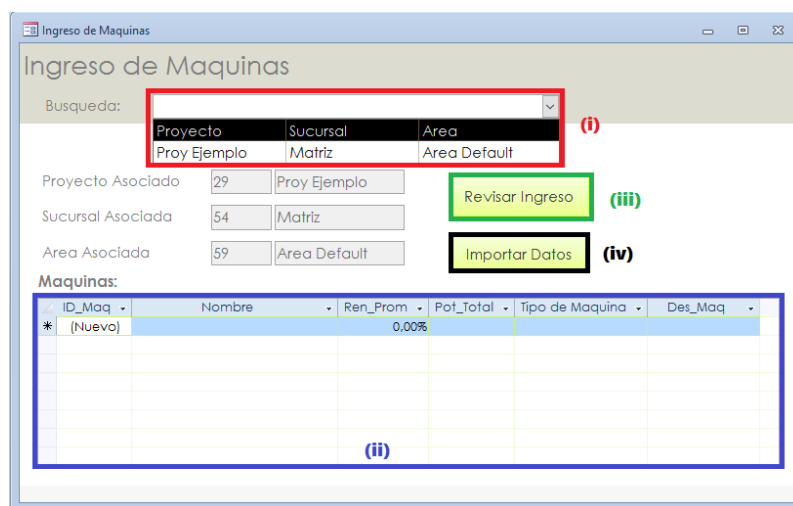 Ingreso de Maquinas
Ingreso de Maquinas
Busqueda:
Proyecto Sucursal Area (i)
Proy Ejemplo Matriz Area Default
Proyecto Asociado 29 Proy Ejemplo Revisar Ingreso (iii)
Sucursal Asociada 54 Matriz
Area Asociada 59 Area Default Importar Datos (iv)
Maquinas:
ID_Maq Nombre Ren_Prom Pot_Total Tipo de Maquina Des_Maq
* (Nuevo) 0,00%
(ii)